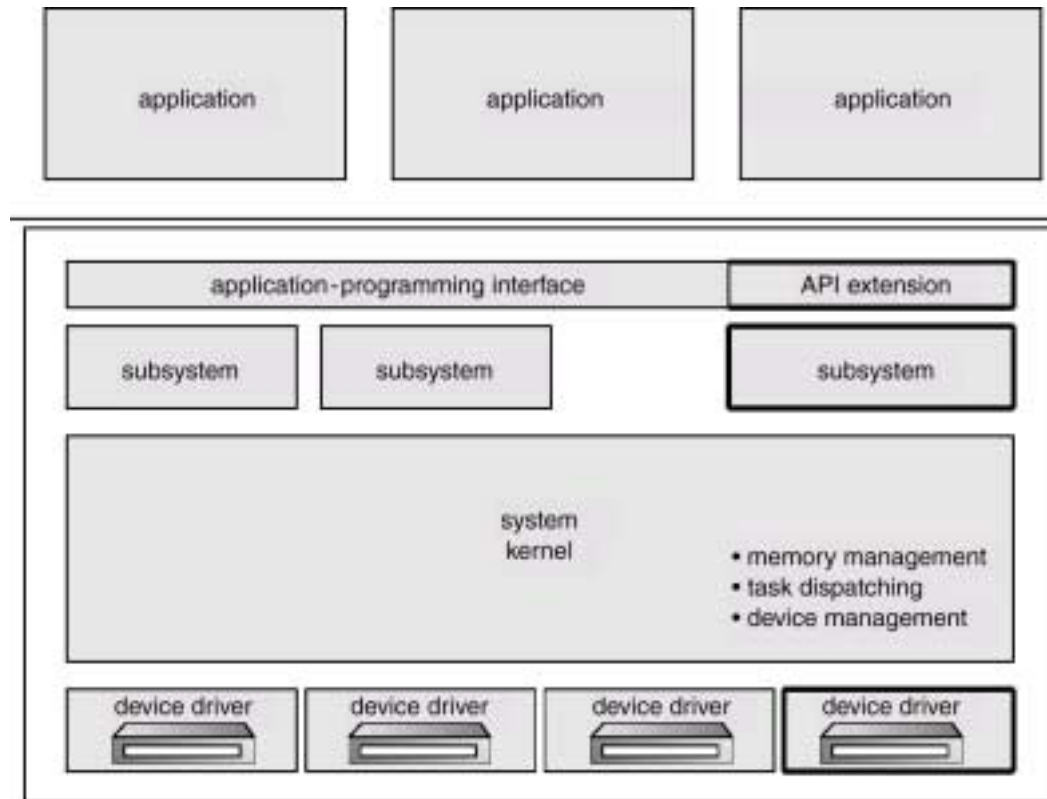 application
application
application
application-programming interface
API extension
subsystem
subsystem
subsystem
system
kernel
• memory management
• task dispatching
• device management
device driver
device driver
device driver
device driver